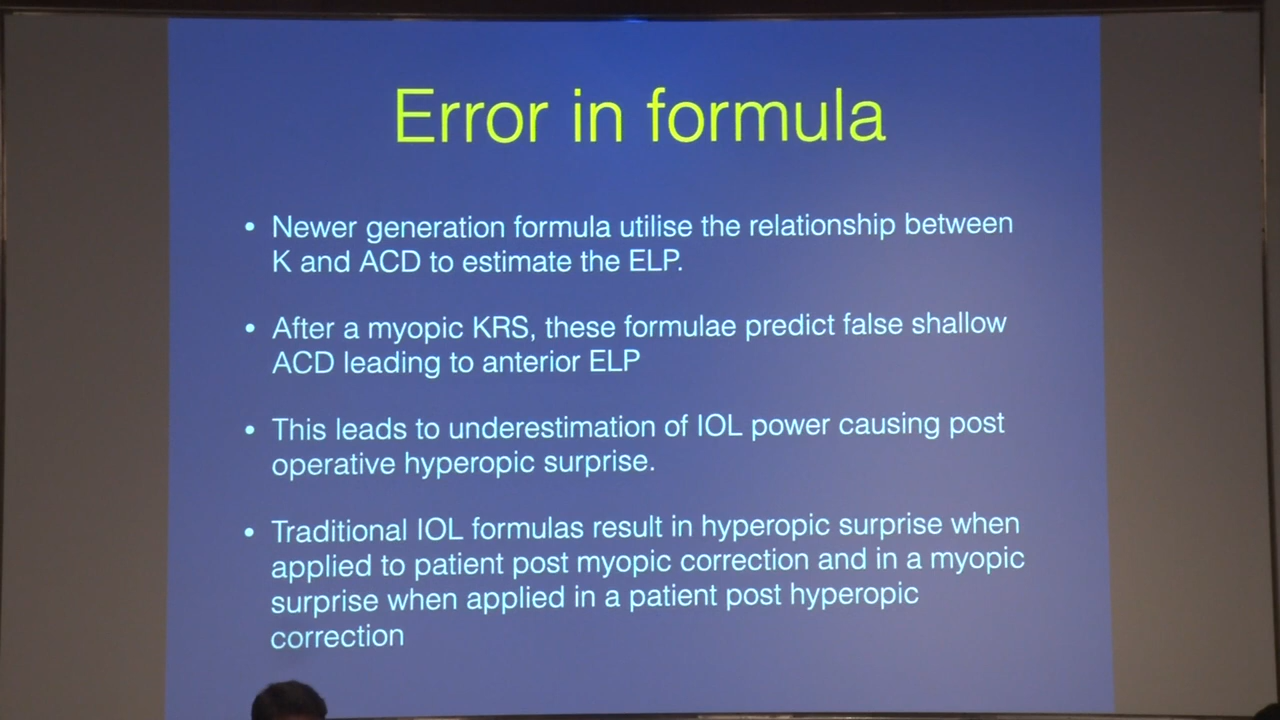 Error in formula
• Newer generation formula utilise the relationship between
K and ACD to estimate the ELP.
• After a myopic KRS, these formulae predict false shallow
ACD leading to anterior ELP
• This leads to underestimation of IOL power causing post
operative hyperopic surprise.
• Traditional IOL formulas result in hyperopic surprise when
applied to patient post myopic correction and in a myopic
surprise when applied in a patient post hyperopic
correction